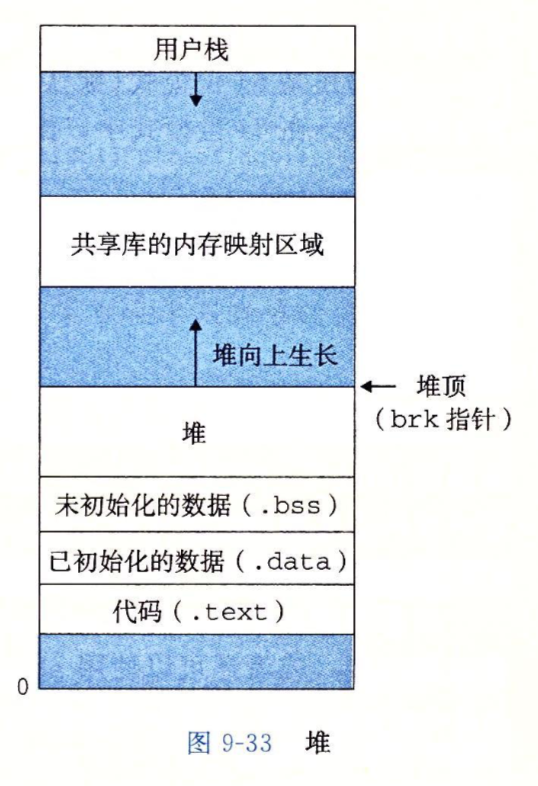 用户栈
共享库的内存映射区域
堆向上生长
堆顶
（brk 指针）
堆
未初始化的数据（.bss）
已初始化的数据（.data）
代码（.text）
0
图 9-33 堆